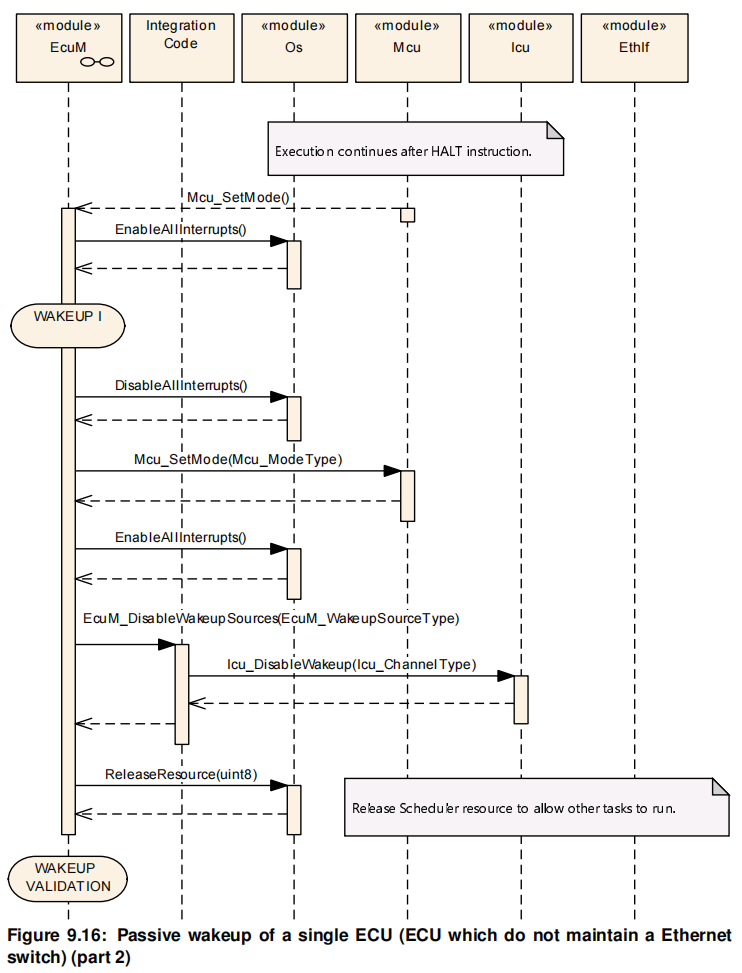 «module»
EcuM
Integration
Code
«module»
Os
«module»
Mcu
«module»
Icu
«module»
EthIf
Execution continues after HALT instruction.
Mcu_SetMode()
EnableAllInterrupts()
WAKEUP I
DisableAllInterrupts()
Mcu_SetMode(Mcu_ModeType)
EnableAllInterrupts()
EcuM_DisableWakeupSources(EcuM_WakeupSourceType)
Icu_DisableWakeup(Icu_ChannelType)
ReleaseResource(uint8)
Release Scheduler resource to allow other tasks to run.
WAKEUP
VALIDATION
Figure 9.16: Passive wakeup of a single ECU (ECU which do not maintain a Ethernet
switch) (part 2)